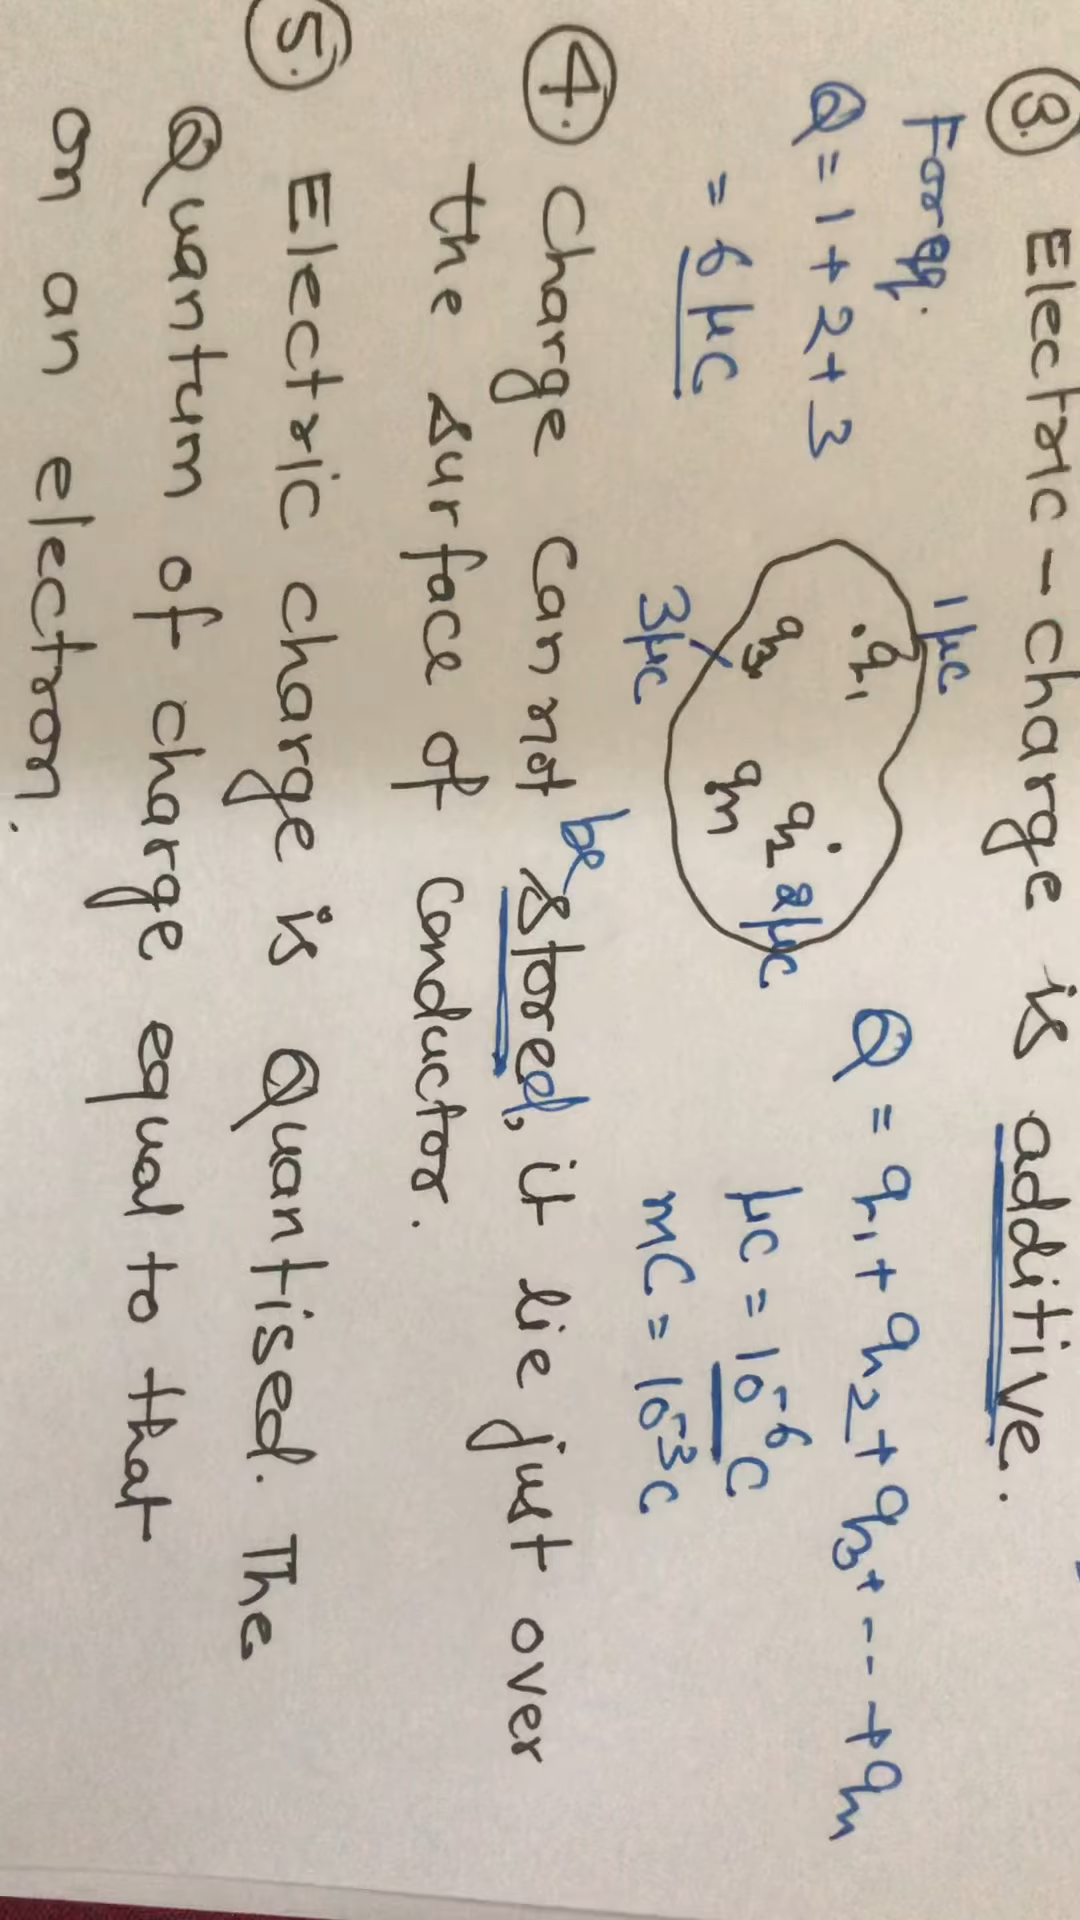 3. Electric-charge is additive.
For eg.
Q = 1 + 2 + 3
= 6 μC
1μC
.q₁
q₃
3μC
q₂ 2μC
qn
Q = q₁ + q₂ + q₃ + --- + qn
μC = 10⁻⁶C
mC = 10⁻³C
4. Charge can not be stored, it lie just over
the surface of conductor.
5. Electric charge is Quantised. The
Quantum of charge equal to that
on an electron.